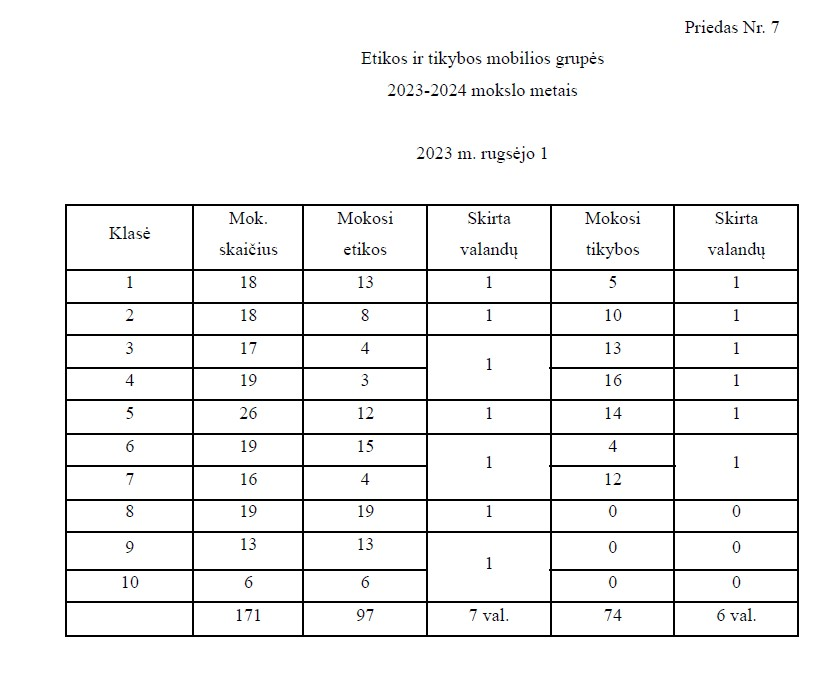 Priedas Nr. 7
Etikos ir tikybos mobilios grupės
2023-2024 mokslo metais
2023 m. rugsėjo 1
Klasė Mok. skaičius Mokosi etikos Skirta valandų Mokosi tikybos Skirta valandų
1 18 13 1 5 1
2 18 8 1 10 1
3 17 4 1 13 1
4 19 3 16 1
5 26 12 1 14 1
6 19 15 1 4 1
7 16 4 12
8 19 19 1 0 0
9 13 13 1 0 0
10 6 6 0 0
171 97 7 val. 74 6 val.